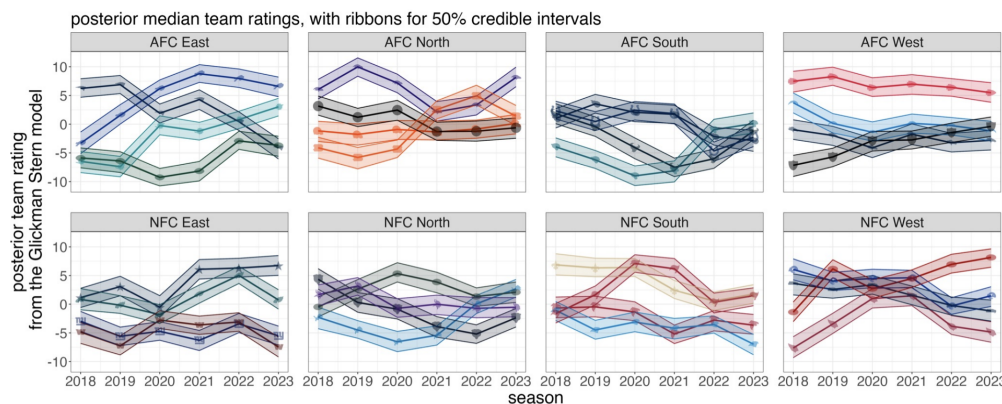 posterior median team ratings, with ribbons for 50% credible intervals
AFC East
AFC North
AFC South
AFC West
10
5
0
-5
-10
NFC East
NFC North
NFC South
NFC West
10
5
0
-5
-10
posterior team rating
from the Glickman Stern model
2018 2019 2020 2021 2022 2023
2018 2019 2020 2021 2022 2023
2018 2019 2020 2021 2022 2023
2018 2019 2020 2021 2022 2023
season